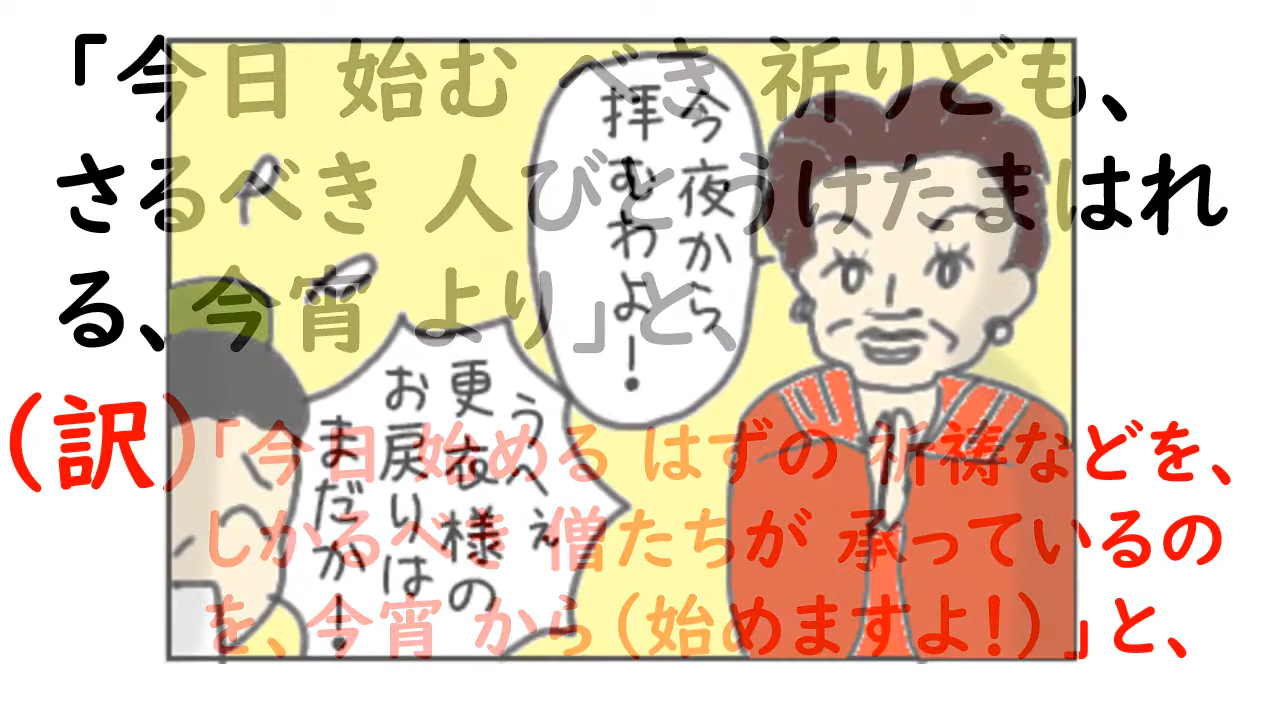 「今日 始む べき 祈りども、
さるべき 人びと うけたまはれ
る、今宵 より」と、
(訳)「今日 始める はずの 祈祷などを、
しかるべき 僧たちが 承っているの
を、今宵 から(始めますよ!)」と、
今夜から
拝むわよ!
うへぇ
更衣様の
お戻りは
まだか!